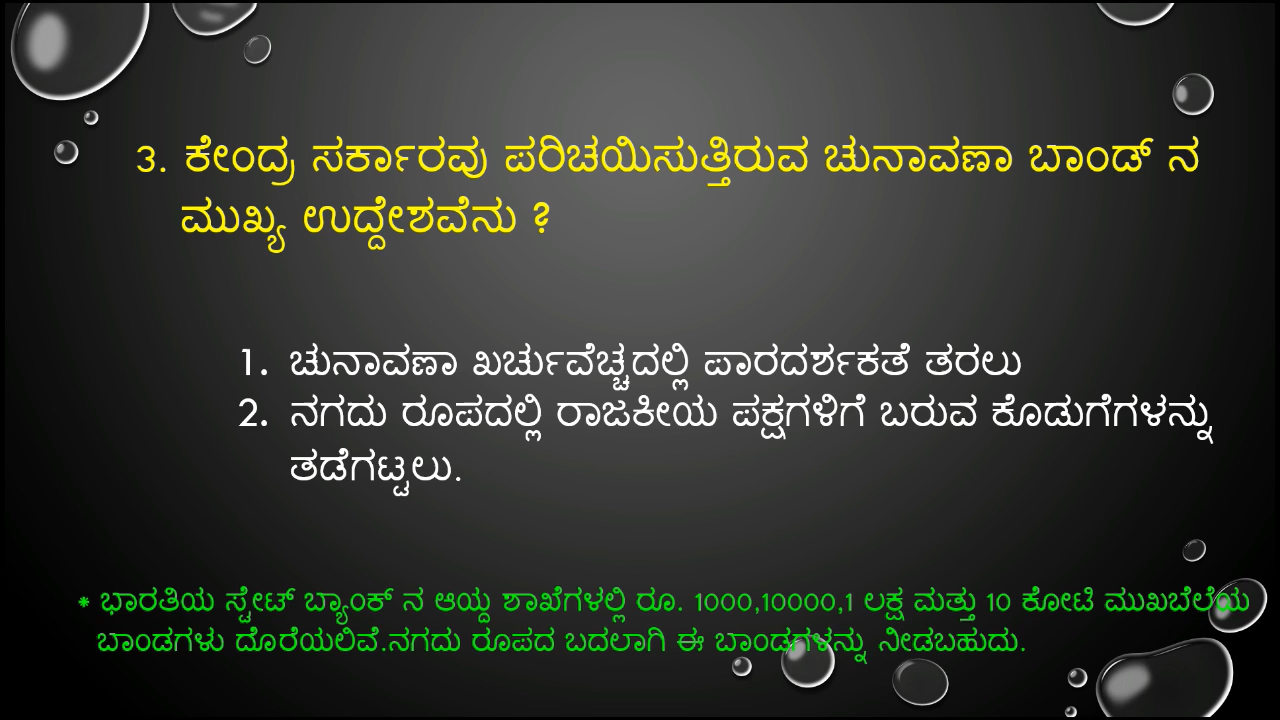 3. ಕೇಂದ್ರ ಸರ್ಕಾರವು ಪರಿಚಯಿಸುತ್ತಿರುವ ಚುನಾವಣಾ ಬಾಂಡ್ ನ
ಮುಖ್ಯ ಉದ್ದೇಶವೆನು ?
1. ಚುನಾವಣಾ ಖರ್ಚುವೆಚ್ಚದಲ್ಲಿ ಪಾರದರ್ಶಕತೆ ತರಲು
2. ನಗದು ರೂಪದಲ್ಲಿ ರಾಜಕೀಯ ಪಕ್ಷಗಳಿಗೆ ಬರುವ ಕೊಡುಗೆಗಳನ್ನು
ತಡೆಗಟ್ಟಲು.
* ಭಾರತಿಯ ಸ್ಟೇಟ್ ಬ್ಯಾಂಕ್ ನ ಆಯ್ದ ಶಾಖೆಗಳಲ್ಲಿ ರೂ. 1000,10000,1 ಲಕ್ಷ ಮತ್ತು 10 ಕೋಟಿ ಮುಖಬೆಲೆಯ
ಬಾಂಡಗಳು ದೊರೆಯಲಿವೆ.ನಗದು ರೂಪದ ಬದಲಾಗಿ ಈ ಬಾಂಡಗಳನ್ನು ನೀಡಬಹುದು.